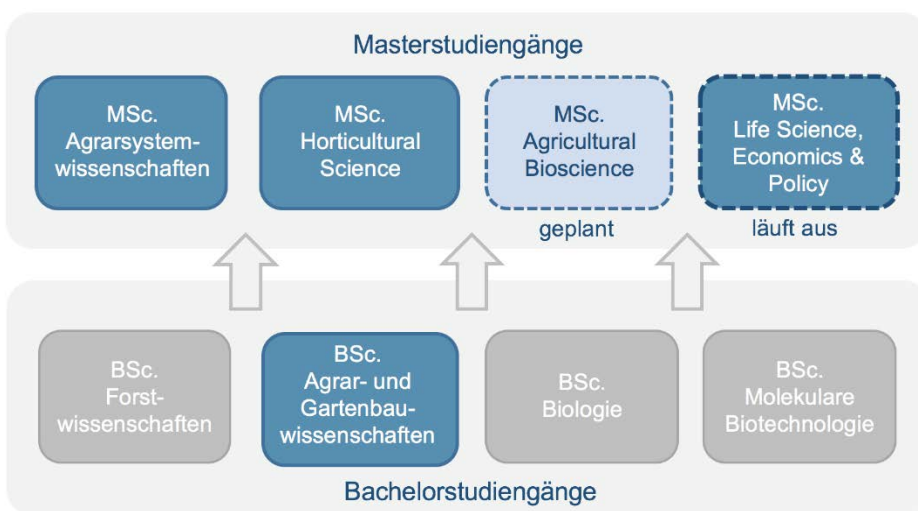 Masterstudiengänge
MSc.
Agrarsystem-
wissenschaften
MSc.
Horticultural
Science
MSc.
Agricultural
Bioscience
MSc.
Life Science,
Economics &
Policy
geplant
läuft aus
BSc.
Forst-
wissenschaften
BSc.
Agrar- und
Gartenbau-
wissenschaften
BSc.
Biologie
BSc.
Molekulare
Biotechnologie
Bachelorstudiengänge